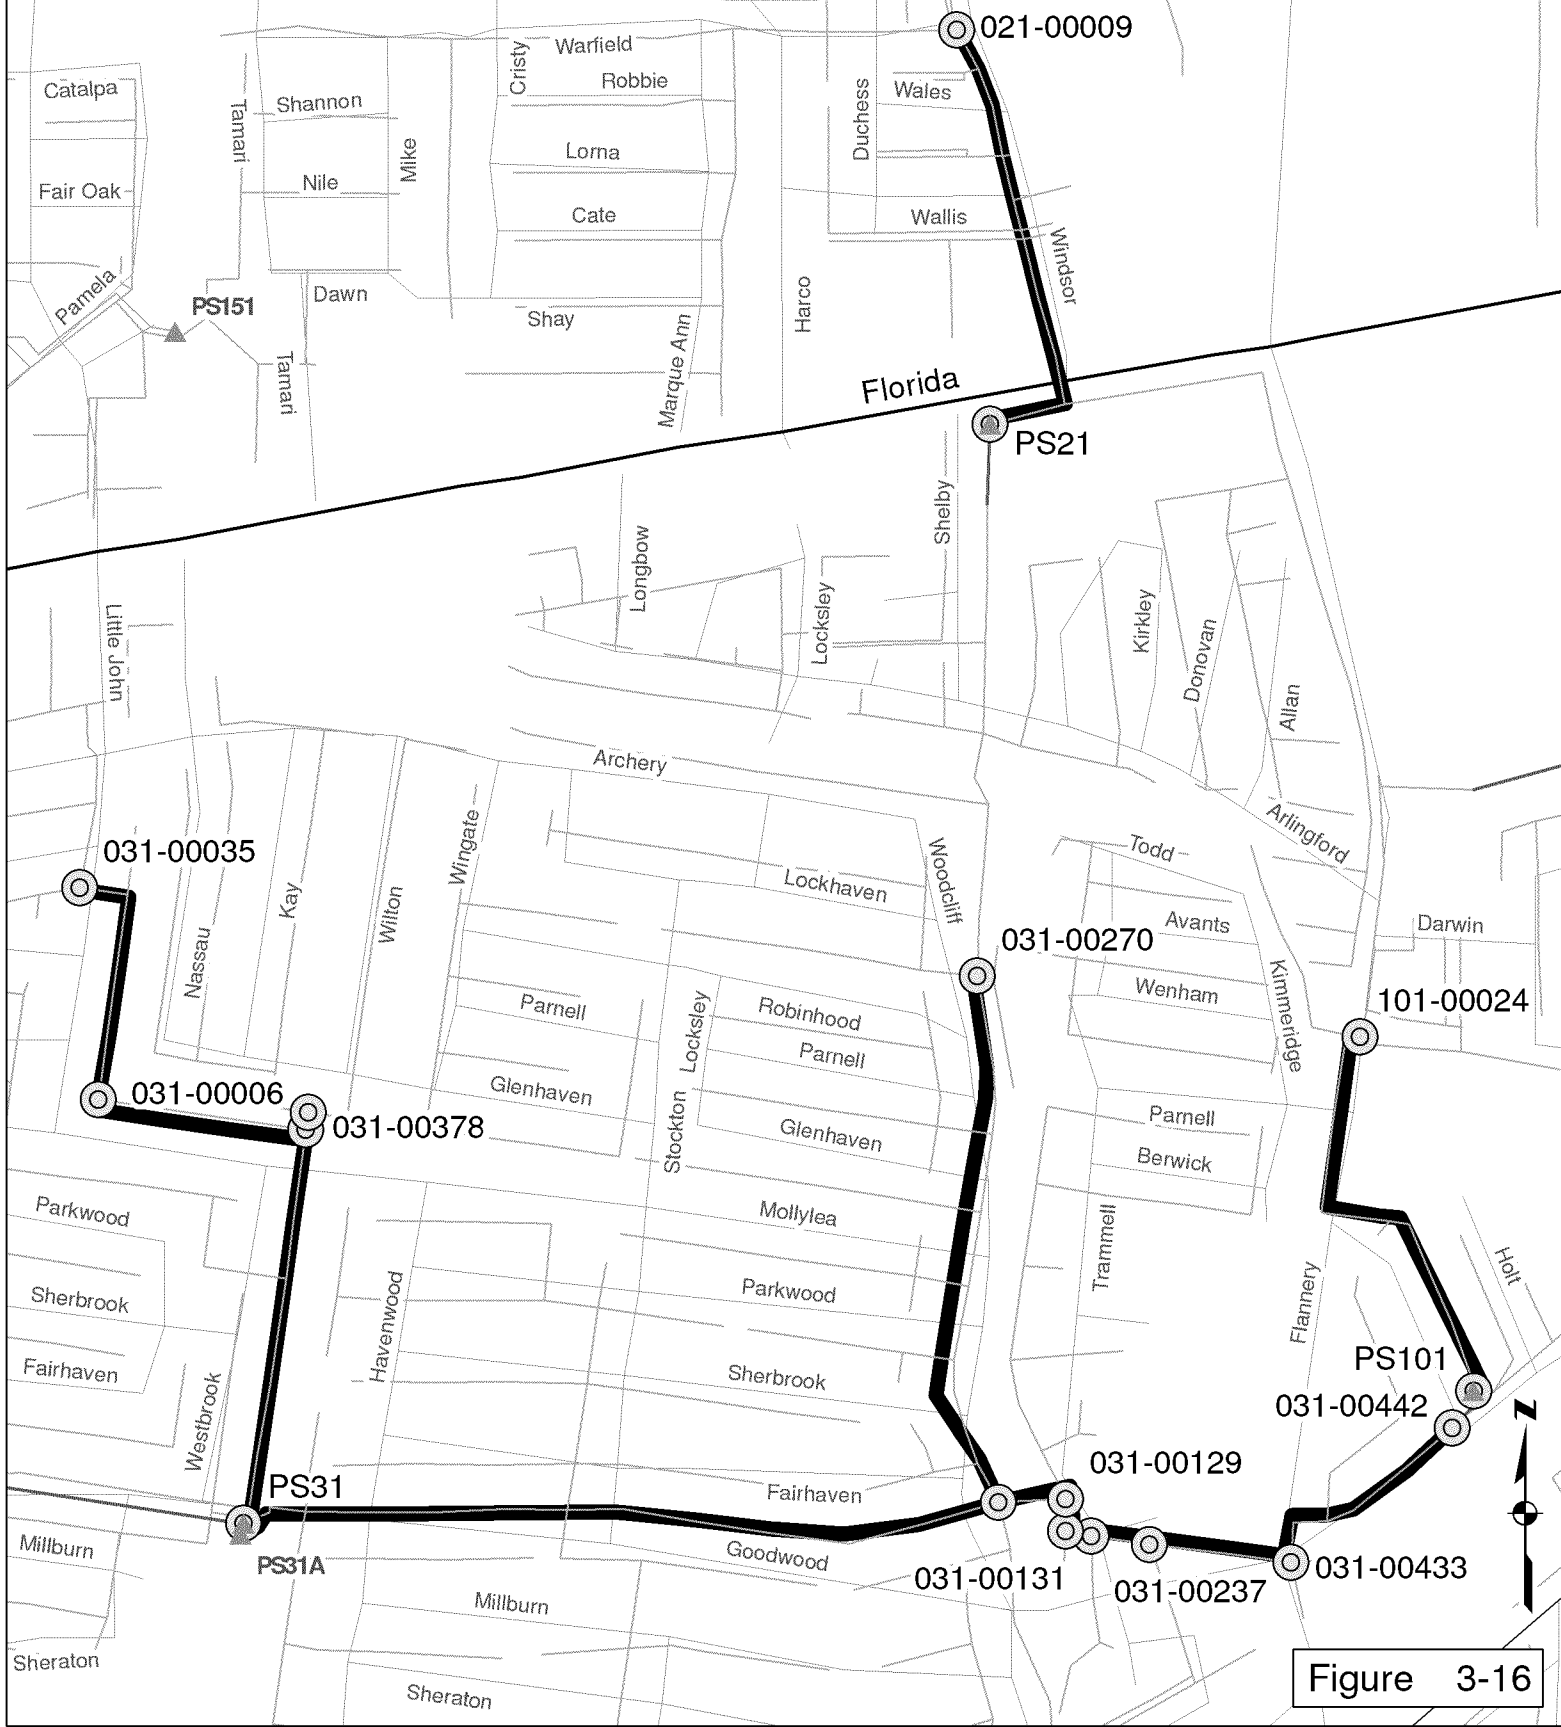 021-00009
Warfield
Cristy
Robbie
Catalpa
Shannon
Tamari
Duchess
Wales
Mike
Lorna
Fair Oak
Nile
Cate
Wallis
Windsor
Pamela
PS151
Dawn
Harco
Shay
Marque Ann
Tamari
Florida
PS21
Shelby
Longbow
Locksley
Little John
Kirkley
Donovan
Allan
Archery
Arlingford
Todd
Wingate
031-00035
Woodcliff
Lockhaven
Kay
Wilton
Avants
Darwin
031-00270
Nassau
Kimmeridge
Wenham
101-00024
Parnell
Locksley
Robinhood
Parnell
031-00006
Glenhaven
031-00378
Stockton
Glenhaven
Parnell
Berwick
Parkwood
Mollylea
Trammell
Holt
Sherbrook
Parkwood
Flannery
Havenwood
Fairhaven
Sherbrook
PS101
031-00442
Westbrook
Z
031-00129
PS31
Fairhaven
Millburn
PS31A
Goodwood
031-00131
031-00237
031-00433
Millburn
Sheraton
Sheraton
Figure 3-16